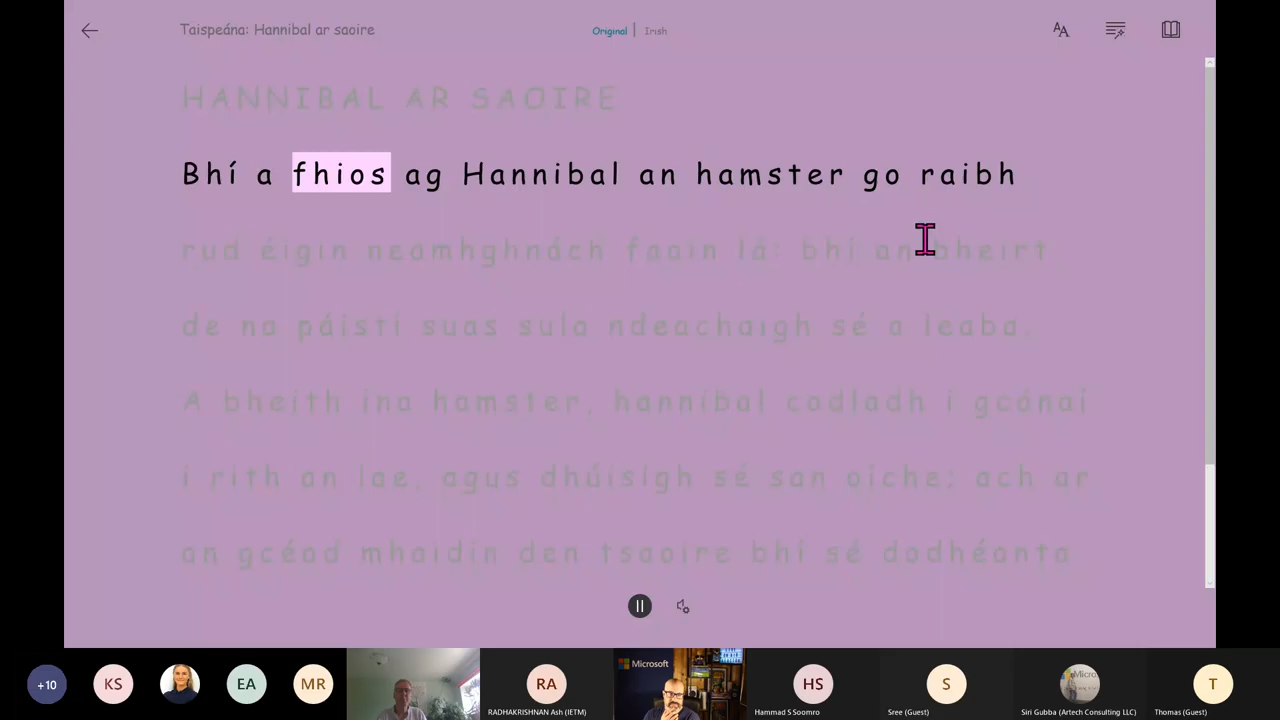 Taispeána: Hannibal ar saoire
Original | Irish
HANNIBAL AR SAOIRE
Bhí a fhios ag Hannibal an hamster go raibh
rud éigin neamhghnách faoin lá: bhí an bheirt
de na páistí suas sula ndeachaigh sé a leaba.
A bheith ina hamster, hannibal codladh i gcónaí
i rith an lae, agus dhúisigh sé san oíche; ach ar
an gcéad mhaidin den tsaoire bhí sé dodhéanta
+10
KS
EA
MR
RA
RADHAKRISHNAN Ash (IETM)
Microsoft
HS
Hammad S Soomro
S
Sree (Guest)
Siri Gubba (Artech Consulting LLC)
T
Thomas (Guest)